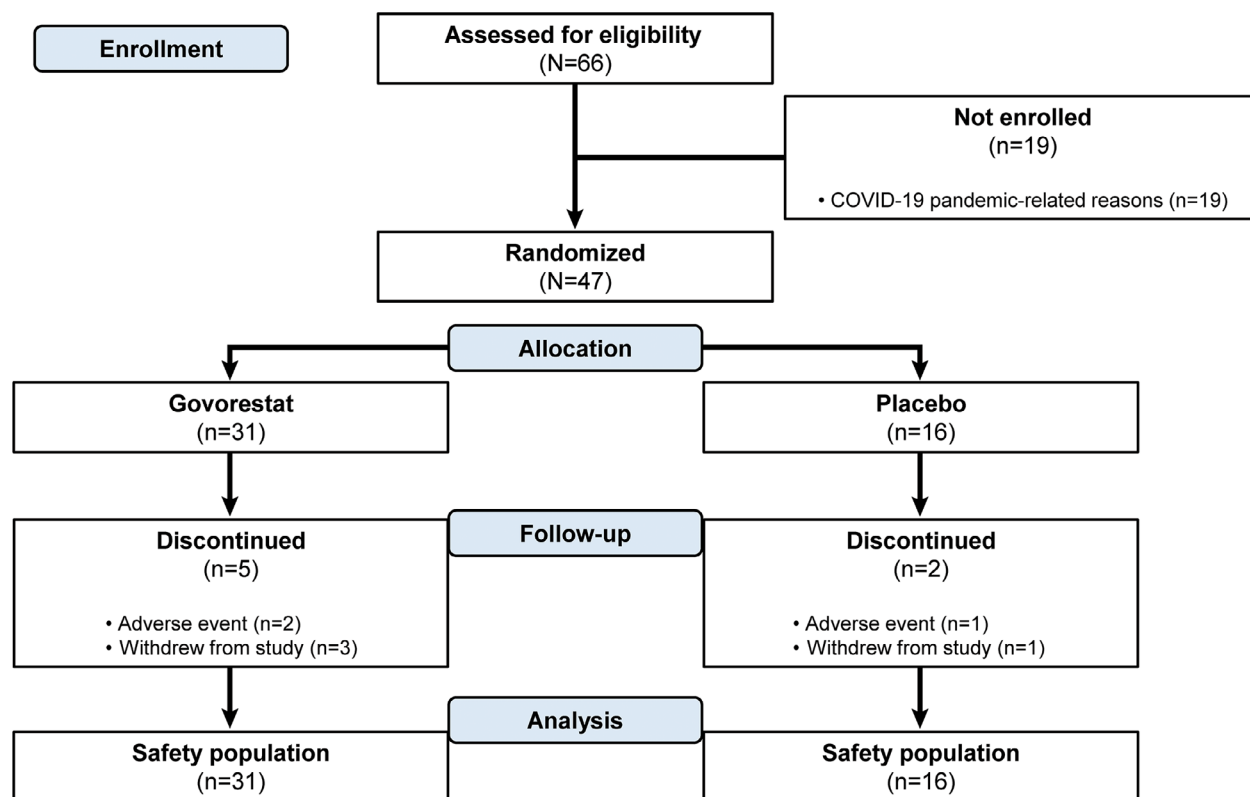 Enrollment
Assessed for eligibility
(N=66)
Not enrolled
(n=19)
• COVID-19 pandemic-related reasons (n=19)
Randomized
(N=47)
Allocation
Govorestat
(n=31)
Placebo
(n=16)
Follow-up
Discontinued
(n=5)
• Adverse event (n=2)
• Withdrew from study (n=3)
Discontinued
(n=2)
• Adverse event (n=1)
• Withdrew from study (n=1)
Analysis
Safety population
(n=31)
Safety population
(n=16)